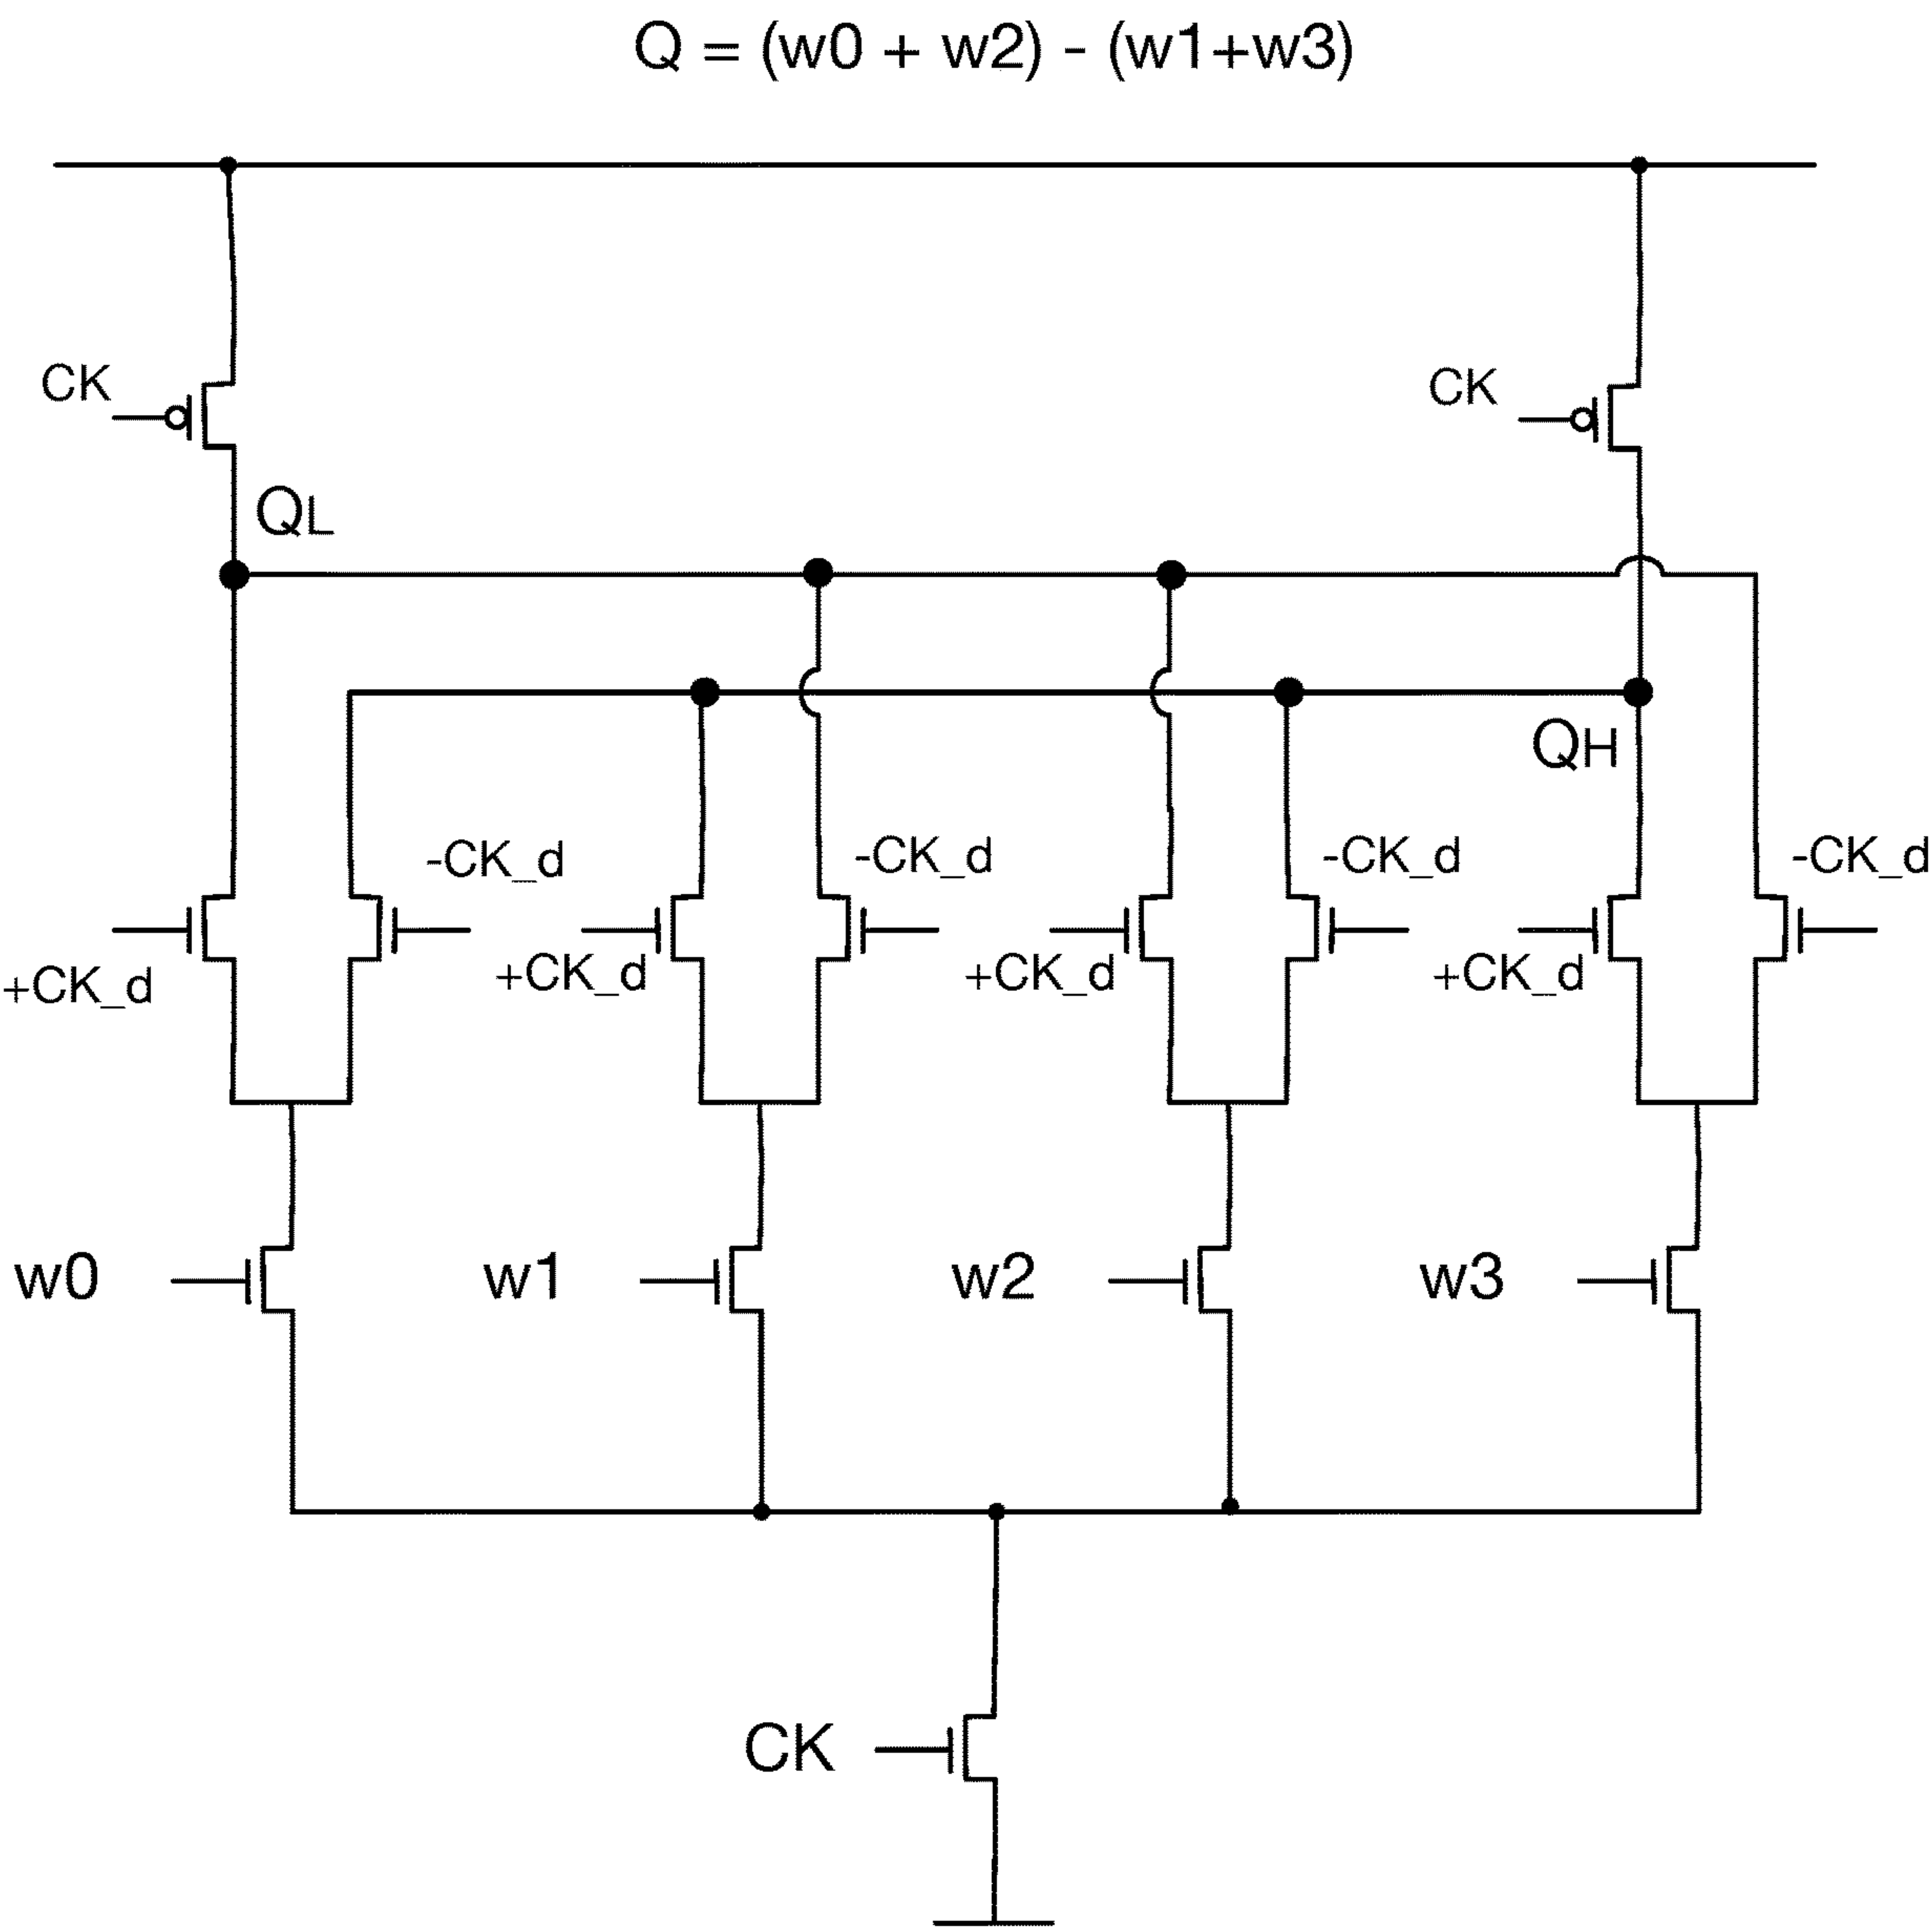 Q = (w0 + w2) - (w1+w3)
CK
CK
QL
QH
-CK_d
-CK_d
-CK_d
-CK_d
+CK_d
+CK_d
+CK_d
+CK_d
w0
w1
w2
w3
CK